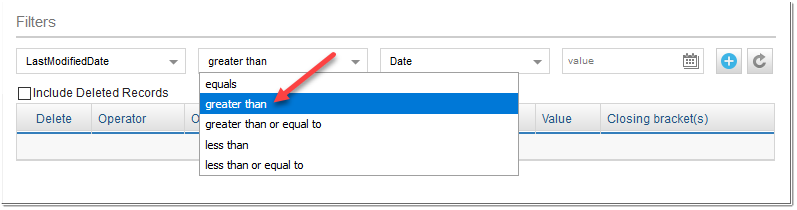 Filters
LastModifiedDate greater than Date value
equals
Include Deleted Records greater than
Delete Operator O greater than or equal to Value Closing bracket(s)
less than
less than or equal to